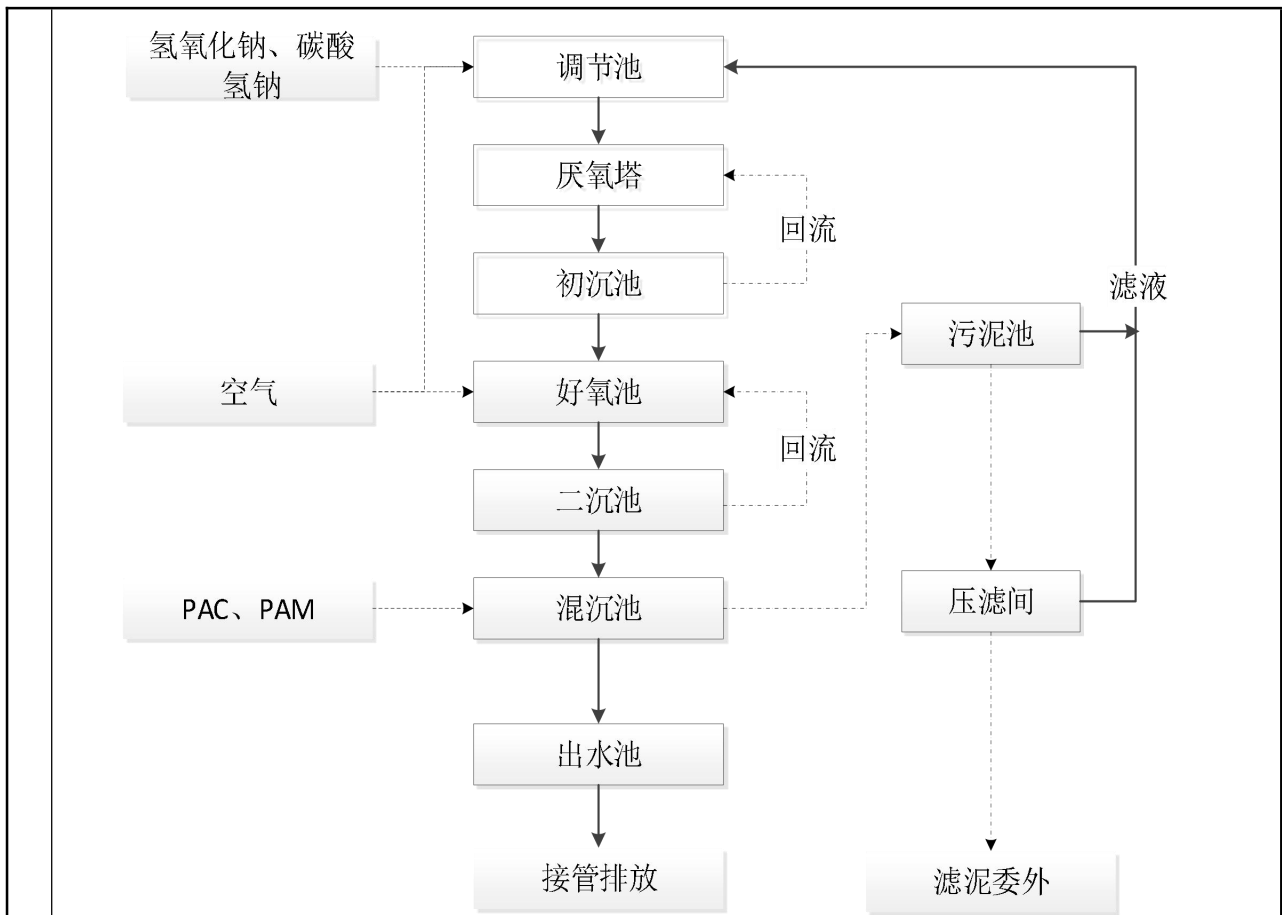 氢氧化钠、碳酸
氢钠
调节池
厌氧塔
回流
初沉池
滤液
污泥池
空气
好氧池
回流
二沉池
PAC、PAM
混沉池
压滤间
出水池
接管排放
滤泥委外